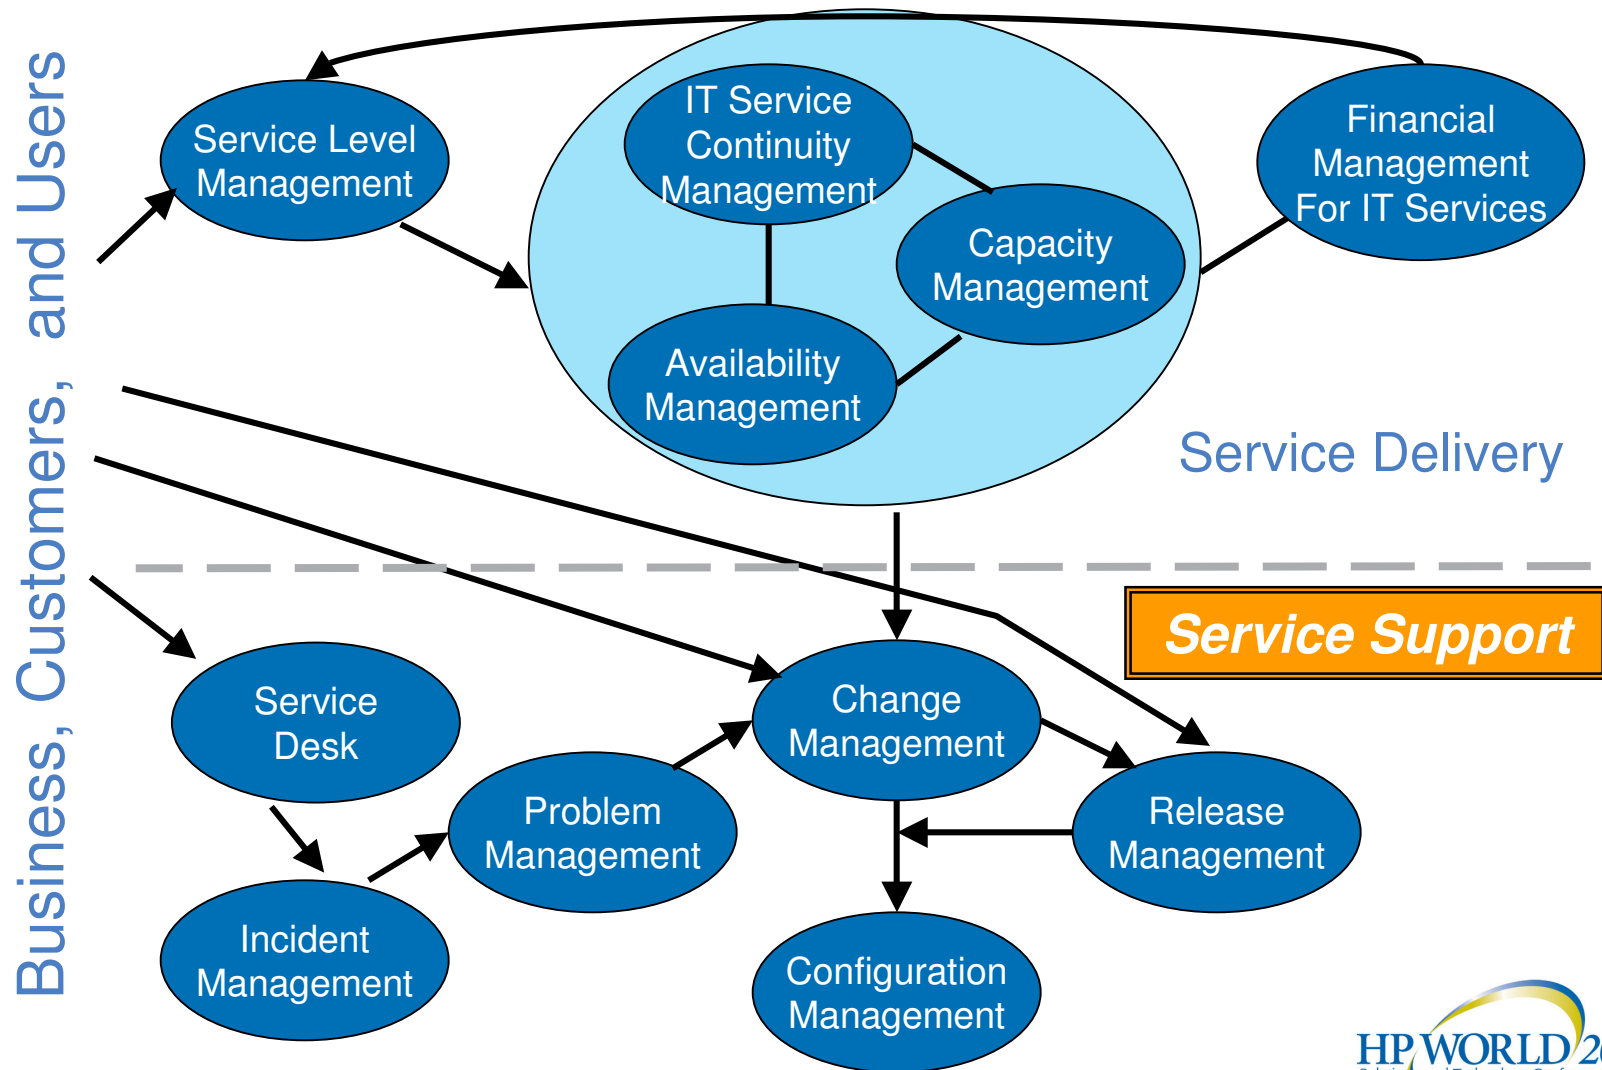 Business, Customers, and Users
Service Level
Management
IT Service
Continuity
Management
Capacity
Management
Availability
Management
Financial
Management
For IT Services
Service Delivery
Service Support
Service
Desk
Incident
Management
Problem
Management
Change
Management
Release
Management
Configuration
Management
HP WORLD